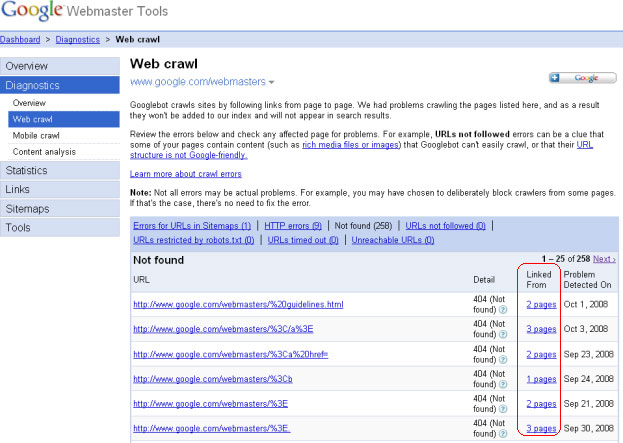 Google Webmaster Tools
Dashboard > Diagnostics > Web crawl
Overview
Diagnostics
Overview
Web crawl
Mobile crawl
Content analysis
Statistics
Links
Sitemaps
Tools
Web crawl
www.google.com/webmasters
Google
Googlebot crawls sites by following links from page to page. We had problems crawling the pages listed here, and as a result
they won't be added to our index and will not appear in search results.
Review the errors below and check any affected page for problems. For example, URLs not followed errors can be a clue that
some of your pages contain content (such as rich media files or images) that Googlebot can't easily crawl, or that their URL
structure is not Google-friendly.
Learn more about crawl errors
Note: Not all errors may be actual problems. For example, you may have chosen to deliberately block crawlers from some pages.
If that's the case, there's no need to fix the error.
Errors for URLs in Sitemaps (1) | HTTP errors (9) | Not found (258) | URLs not followed (0) |
URLs restricted by robots.txt (0) | URLs timed out (0) | Unreachable URLs (0)
Not found 1 – 25 of 258 Next ›
URL Detail Linked From Problem Detected On
http://www.google.com/webmasters/%20guidelines.html 404 (Not found) ? 2 pages Oct 1, 2008
http://www.google.com/webmasters/%3C/a%3E 404 (Not found) ? 3 pages Oct 3, 2008
http://www.google.com/webmasters/%3Ca%20href= 404 (Not found) ? 2 pages Sep 23, 2008
http://www.google.com/webmasters/%3Cb 404 (Not found) ? 1 pages Sep 24, 2008
http://www.google.com/webmasters/%3E 404 (Not found) ? 2 pages Sep 21, 2008
http://www.google.com/webmasters/%3E. 404 (Not found) ? 3 pages Sep 30, 2008